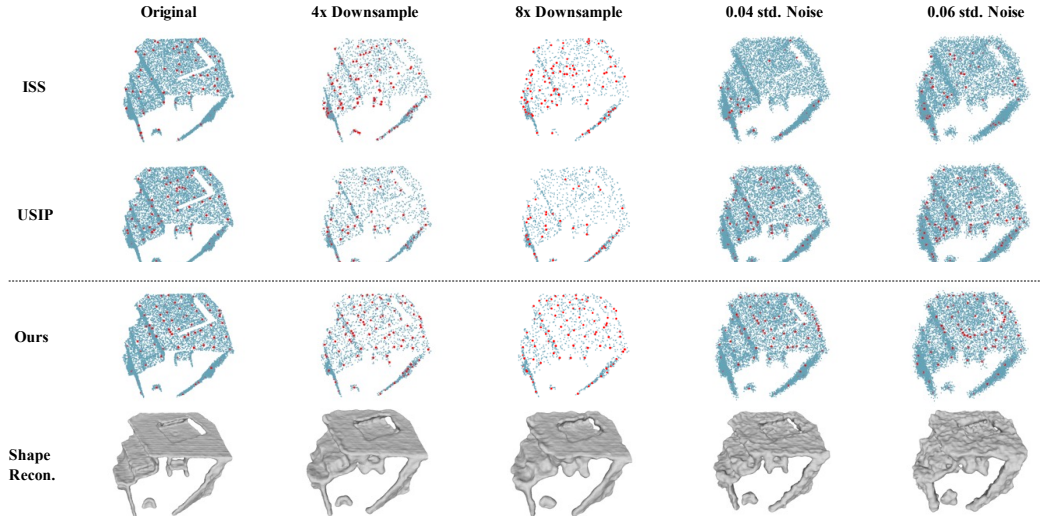 Original 4x Downsample 8x Downsample 0.04 std. Noise 0.06 std. Noise
ISS
USIP
Ours
Shape
Recon.